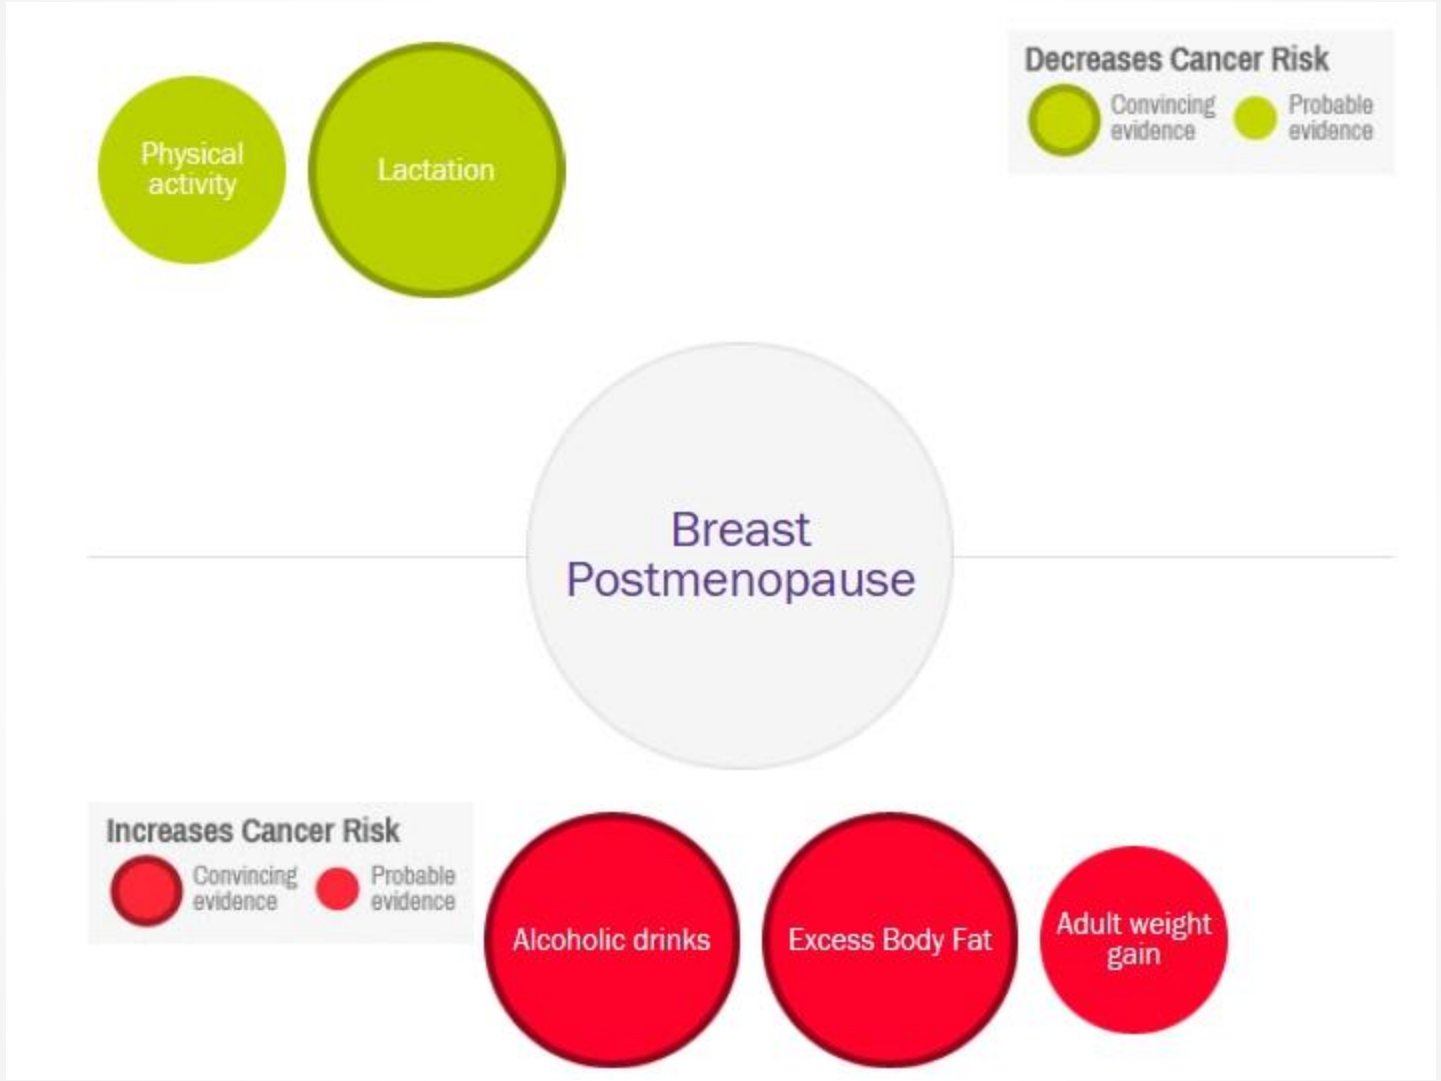 Decreases Cancer Risk
Convincing
evidence
Probable
evidence
Physical
activity
Lactation
Breast
Postmenopause
Increases Cancer Risk
Convincing
evidence
Probable
evidence
Alcoholic drinks
Excess Body Fat
Adult weight
gain